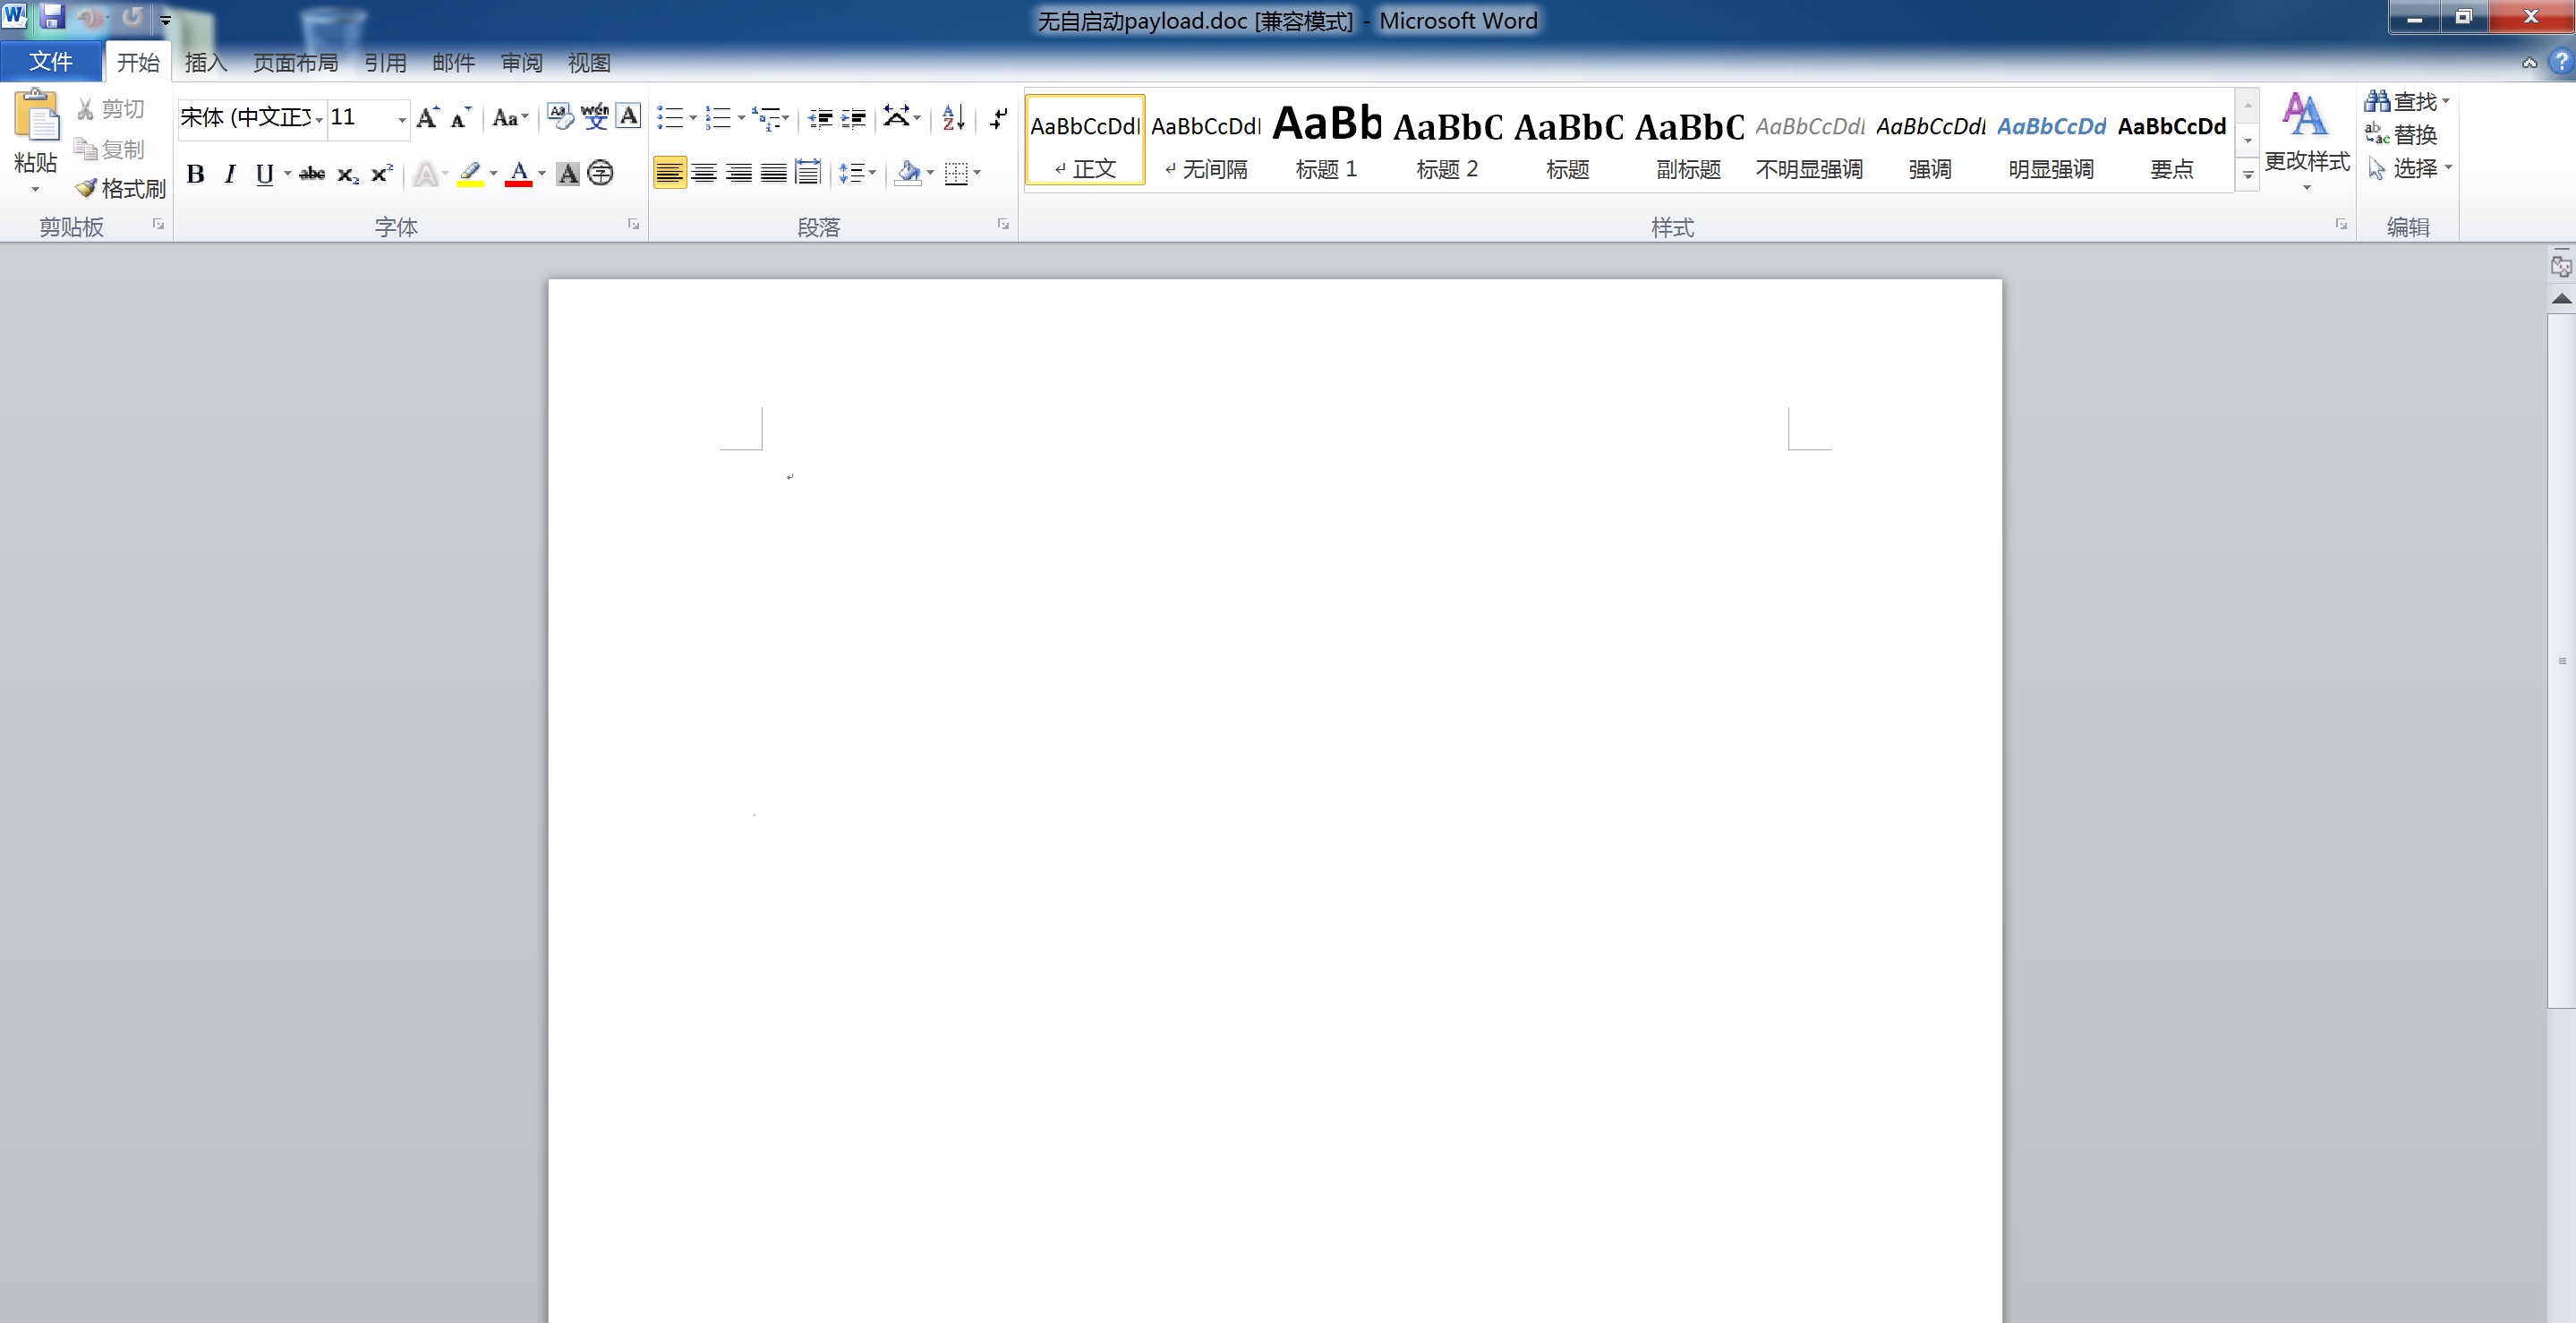 无自启动payload.doc [兼容模式] - Microsoft Word
文件 开始 插入 页面布局 引用 邮件 审阅 视图
粘贴
剪切
复制
格式刷
剪贴板
宋体 (中文正文 11
字体
段落
AaBbCcDdI AaBbCcDdI AaBb AaBbC AaBbC AaBbC AaBbCcDdI AaBbCcDdI AaBbCcDd AaBbCcDd
正文 无间隔 标题 1 标题 2 标题 副标题 不明显强调 强调 明显强调 要点
更改样式
样式
查找
替换
选择
编辑